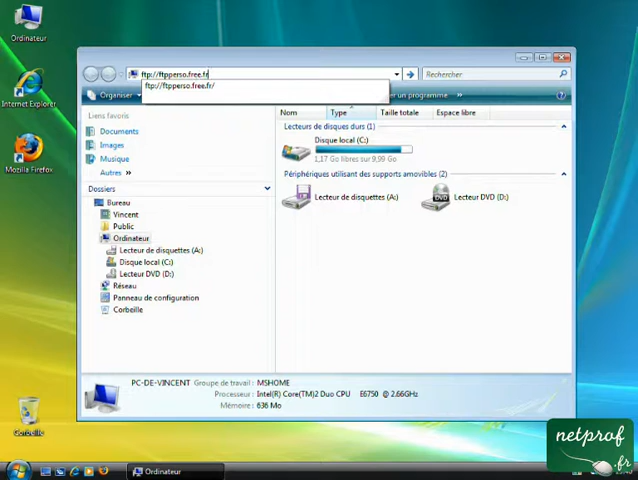 Ordinateur
Internet Explorer
Mozilla Firefox
Corbeille
ftp://ftpperso.free.fr
Rechercher
ftp://ftpperso.free.fr/
Organiser
er un programme »
Liens favoris
Documents
Images
Musique
Autres »
Dossiers
Bureau
Vincent
Public
Ordinateur
Lecteur de disquettes (A:)
Disque local (C:)
Lecteur DVD (D:)
Réseau
Panneau de configuration
Corbeille
Nom Type Taille totale Espace libre
Lecteurs de disques durs (1)
Disque local (C:)
1,17 Go libres sur 9,99 Go
Périphériques utilisant des supports amovibles (2)
Lecteur de disquettes (A:)
DVD
Lecteur DVD (D:)
PC-DE-VINCENT Groupe de travail : MSHOME
Processeur : Intel(R) Core(TM)2 Duo CPU E6750 @ 2.66GHz
Mémoire : 636 Mo
netprof
.fr
Ordinateur